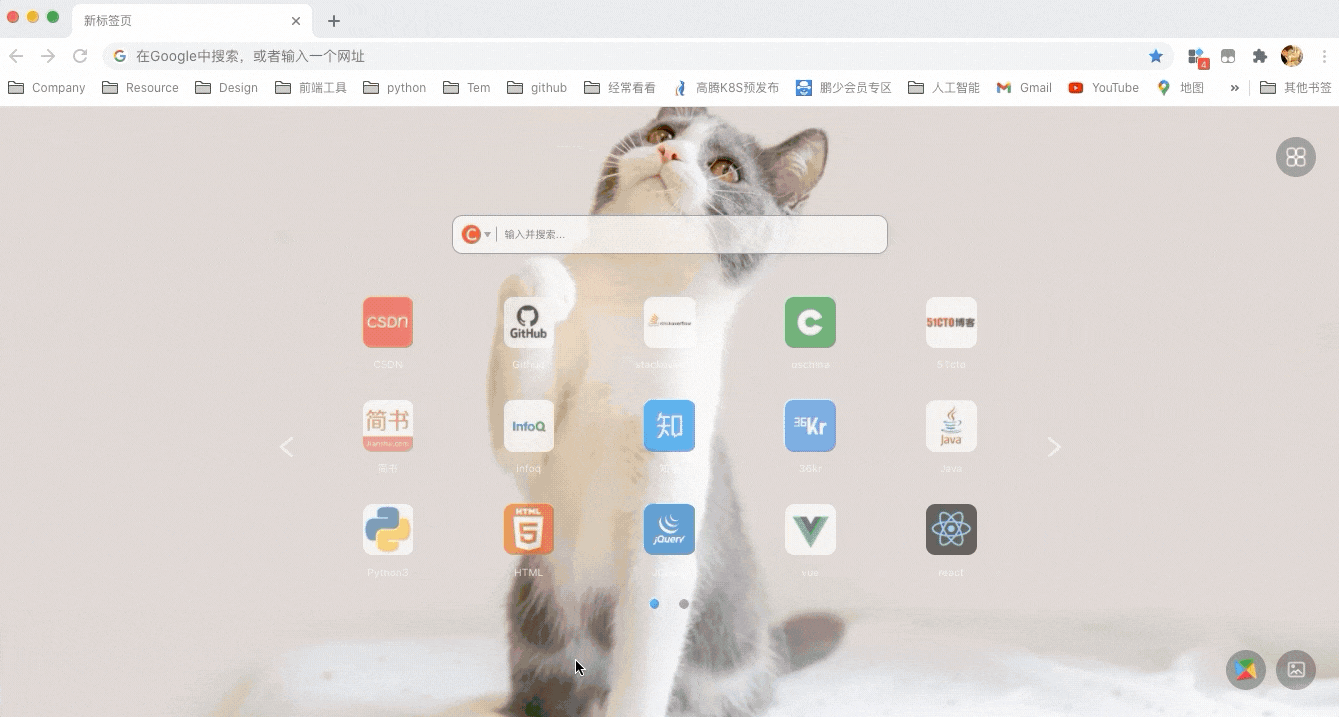 新标签页
在Google中搜索，或者输入一个网址
4
Company Resource Design 前端工具 python Tem github 经常看看 高腾K8S预发布 鹏少会员专区 人工智能 Gmail YouTube 地图 » 其他书签
C 输入并搜索...
CSDN GitHub stackoverflow C 51CTO博客
CSDN Github stackoverflow oschina 51cto
简书 InfoQ 知 36Kr Java
Jianshu.com
简书 Infoq 知乎 36kr Java
HTML 5 jQuery
Python3 HTML JQuery vue react